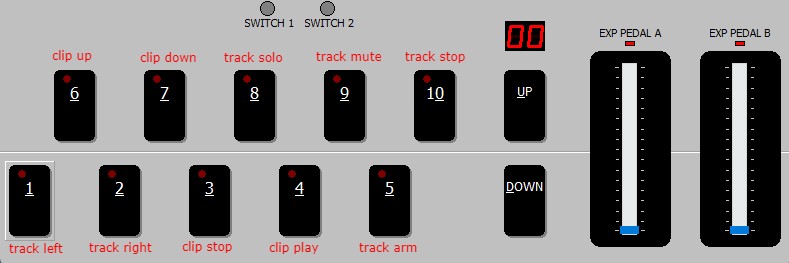 SWITCH 1 SWITCH 2
00
EXP PEDAL A EXP PEDAL B
clip up clip down track solo track mute track stop
6 7 8 9 10 UP
1 2 3 4 5 DOWN
track left track right clip stop clip play track arm